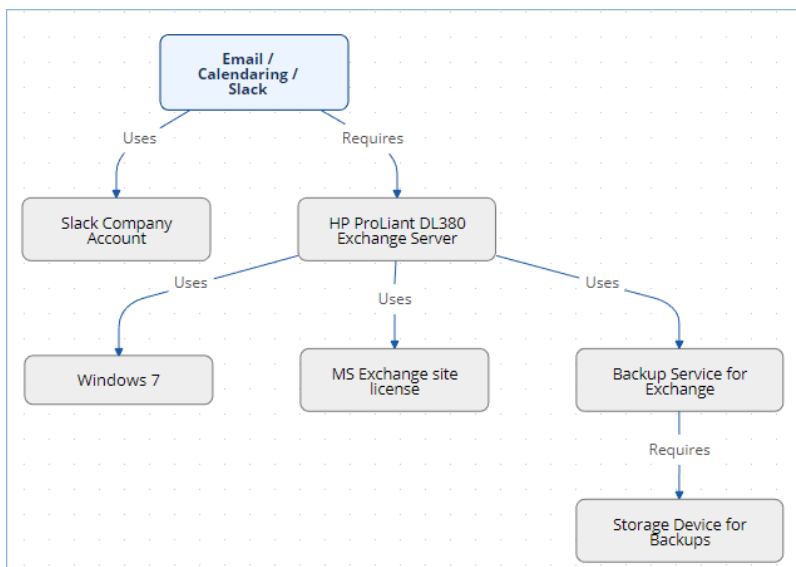 Email /
Calendaring /
Slack
Uses
Requires
Slack Company
Account
HP ProLiant DL380
Exchange Server
Uses
Uses
Uses
Windows 7
MS Exchange site
license
Backup Service for
Exchange
Requires
Storage Device for
Backups